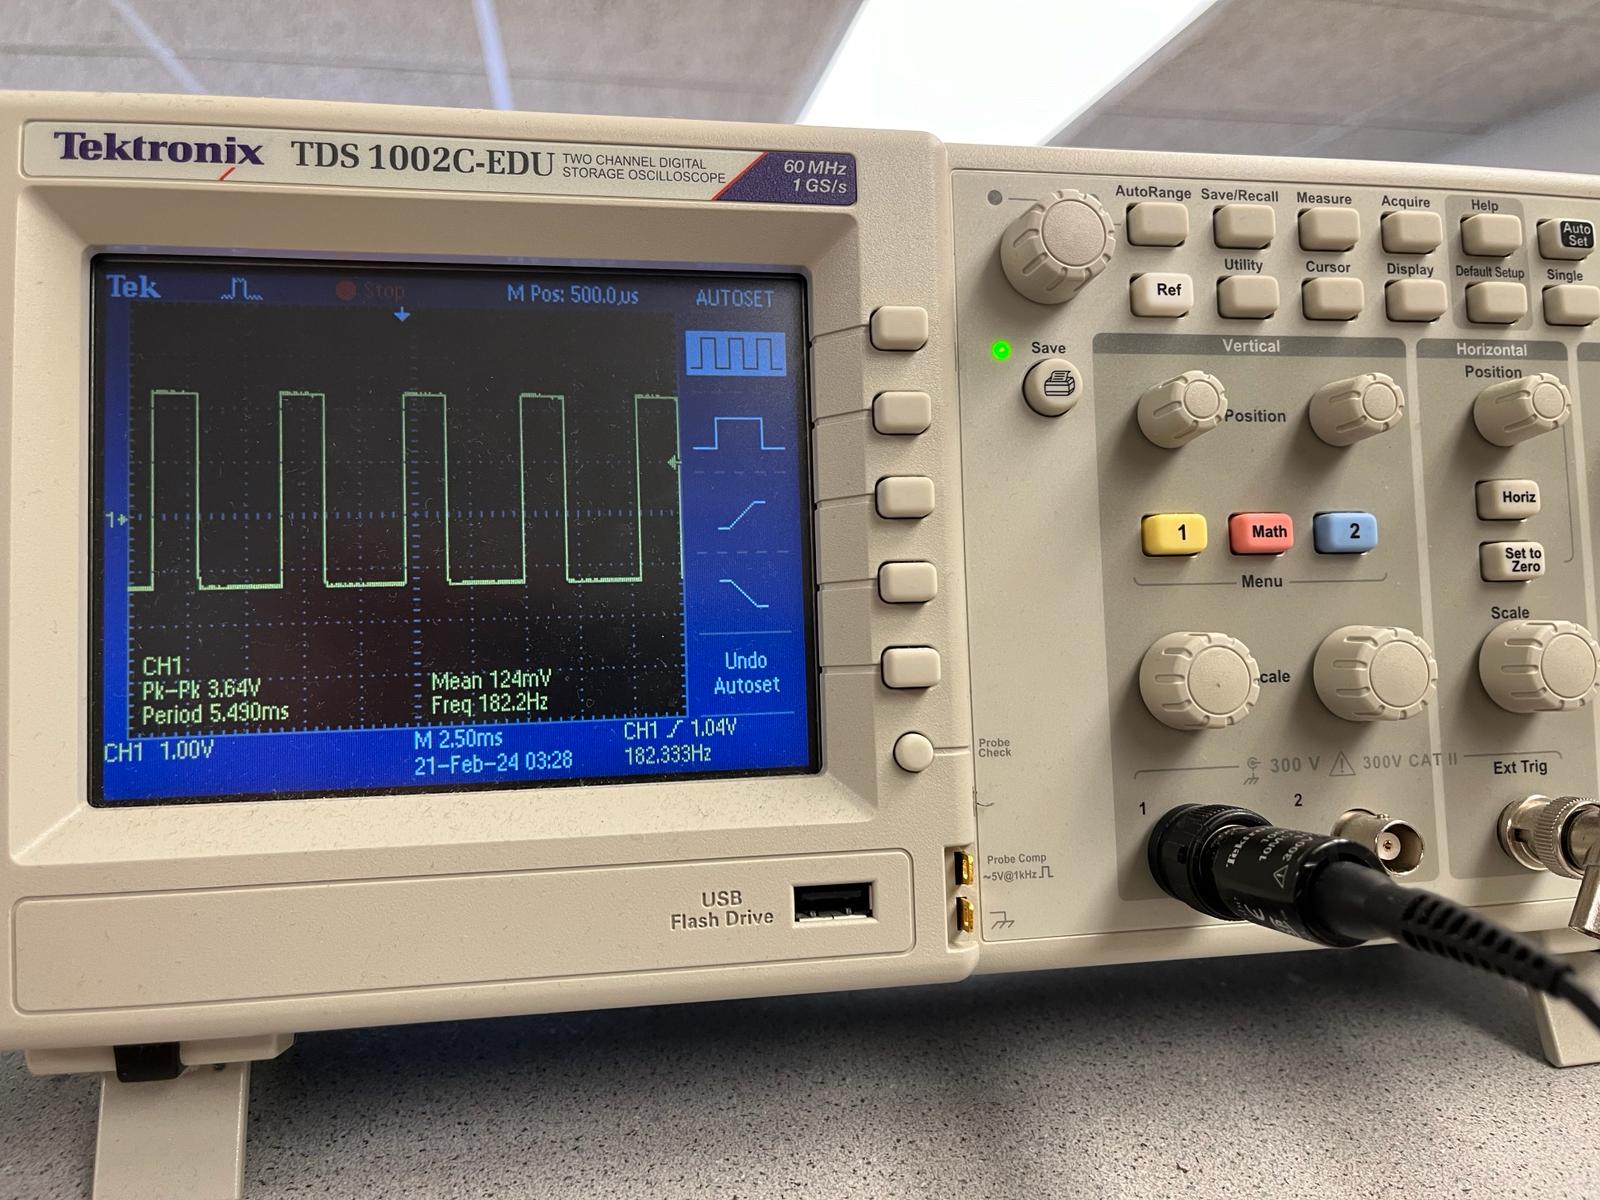 Tektronix TDS 1002C-EDU TWO CHANNEL DIGITAL STORAGE OSCILLOSCOPE
60 MHz
1 GS/s
Tek Stop M Pos: 500.0µs AUTOSET
1
CH1
Pk-Pk 3.64V Mean 124mV
Period 5.490ms Freq 182.2Hz
Undo
Autoset
CH1 1.00V M 2.50ms CH1 1.04V
21-Feb-24 03:28 182.333Hz
USB
Flash Drive
AutoRange Save/Recall Measure Acquire Help Auto Set
Ref Utility Cursor Display Default Setup Single
Save
Vertical Horizontal
Position Position
Horiz
1 Math 2
Set to
Zero
Menu
Scale
cale
Probe
Check
300 V 300V CAT II Ext Trig
1 2
Probe Comp
~5V@1kHz
Tek